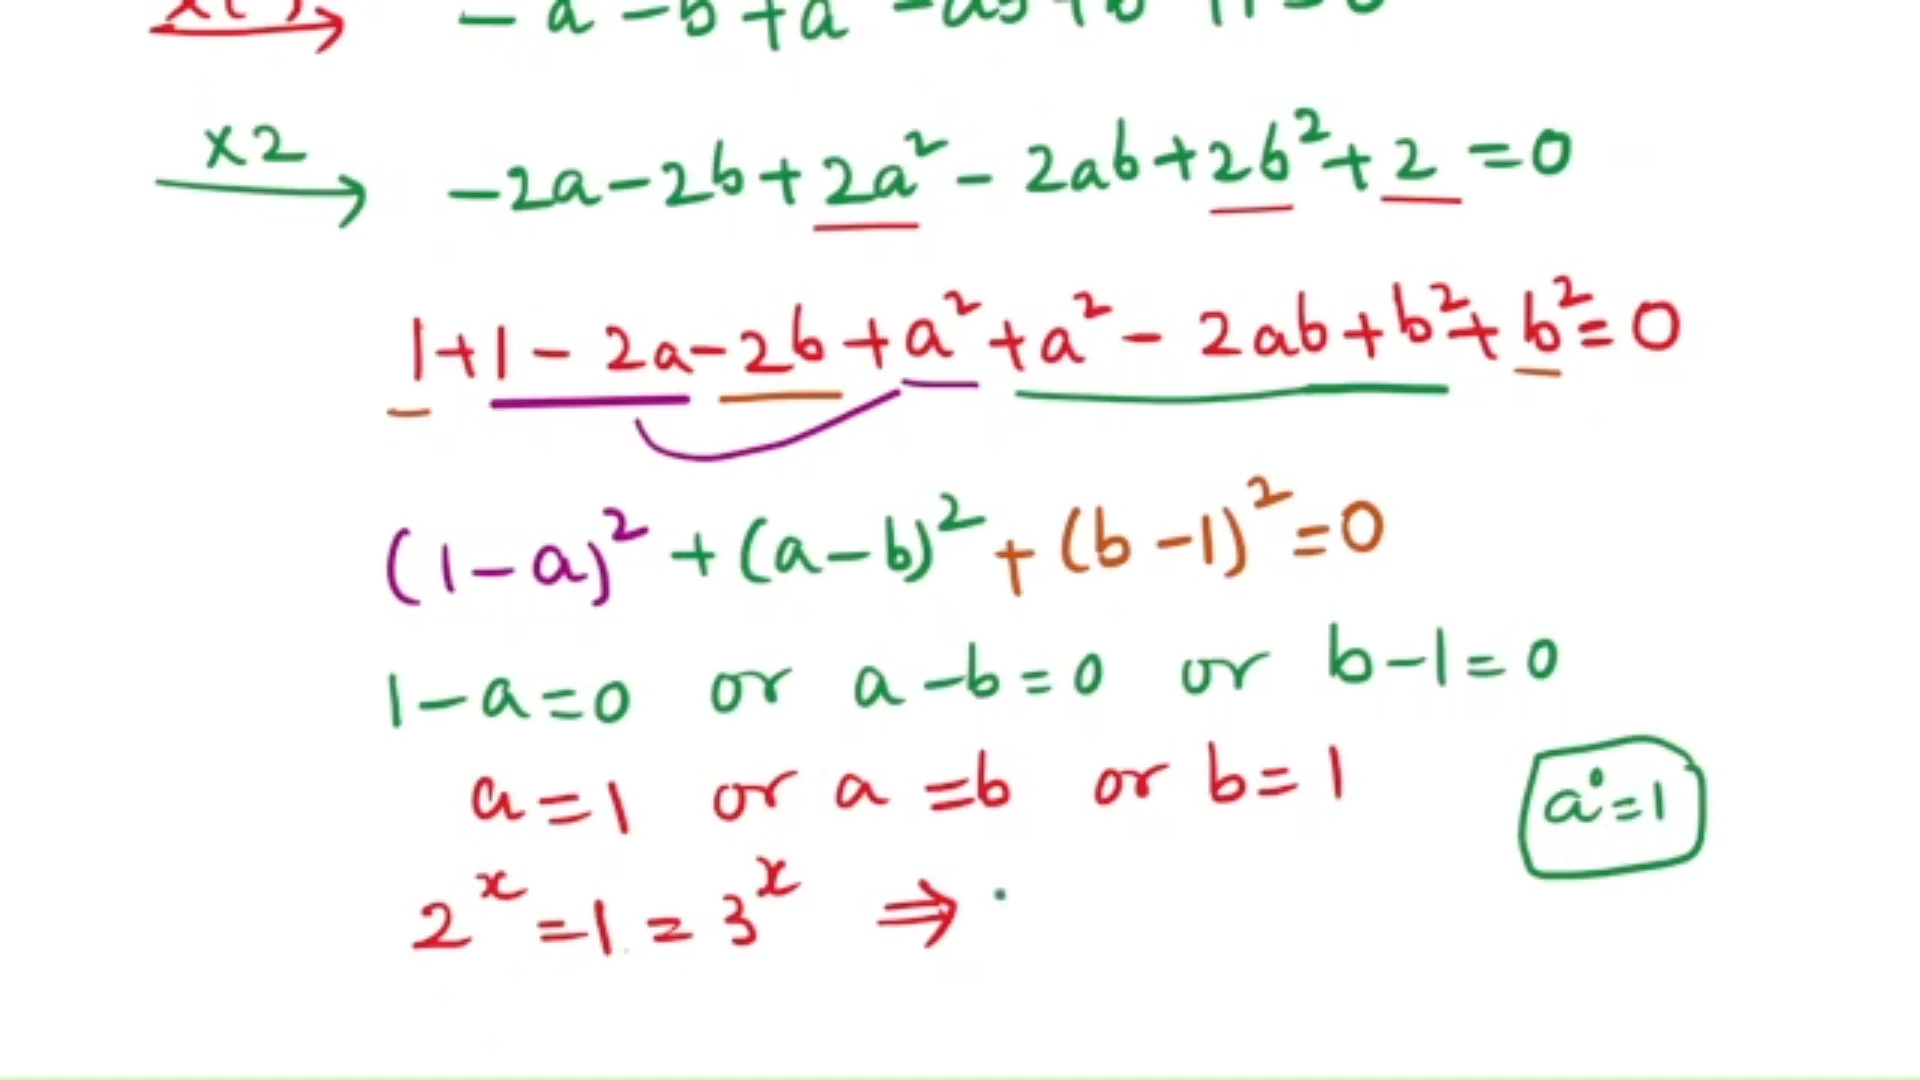 - a - b + a
×2 -2a - 2b + 2a² - 2ab + 2b² + 2 = 0
1 + 1 - 2a - 2b + a² + a² - 2ab + b² + b² = 0
(1 - a)² + (a - b)² + (b - 1)² = 0
1 - a = 0 or a - b = 0 or b - 1 = 0
a = 1 or a = b or b = 1
a⁰ = 1
2ˣ = 1 = 3ˣ ⇒